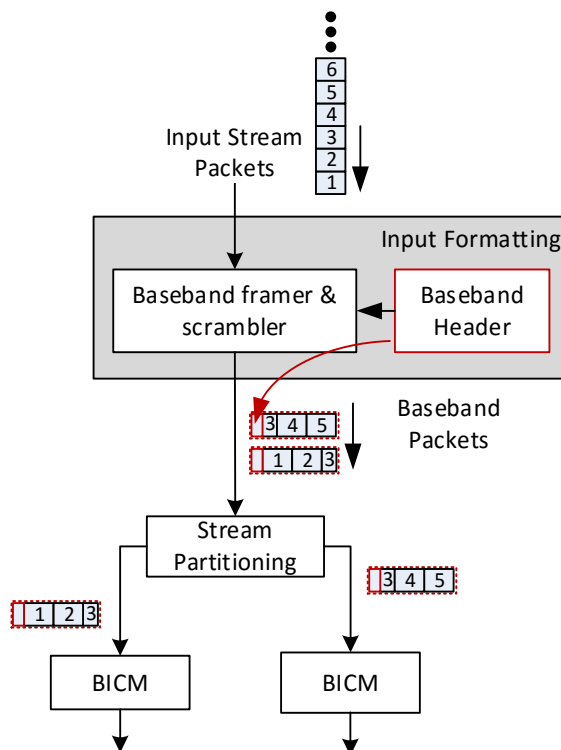 6
5
4
3
2
1
Input Stream
Packets
Input Formatting
Baseband framer &
scrambler
Baseband
Header
3 4 5
1 2 3
Baseband
Packets
Stream
Partitioning
1 2 3
3 4 5
BICM
BICM